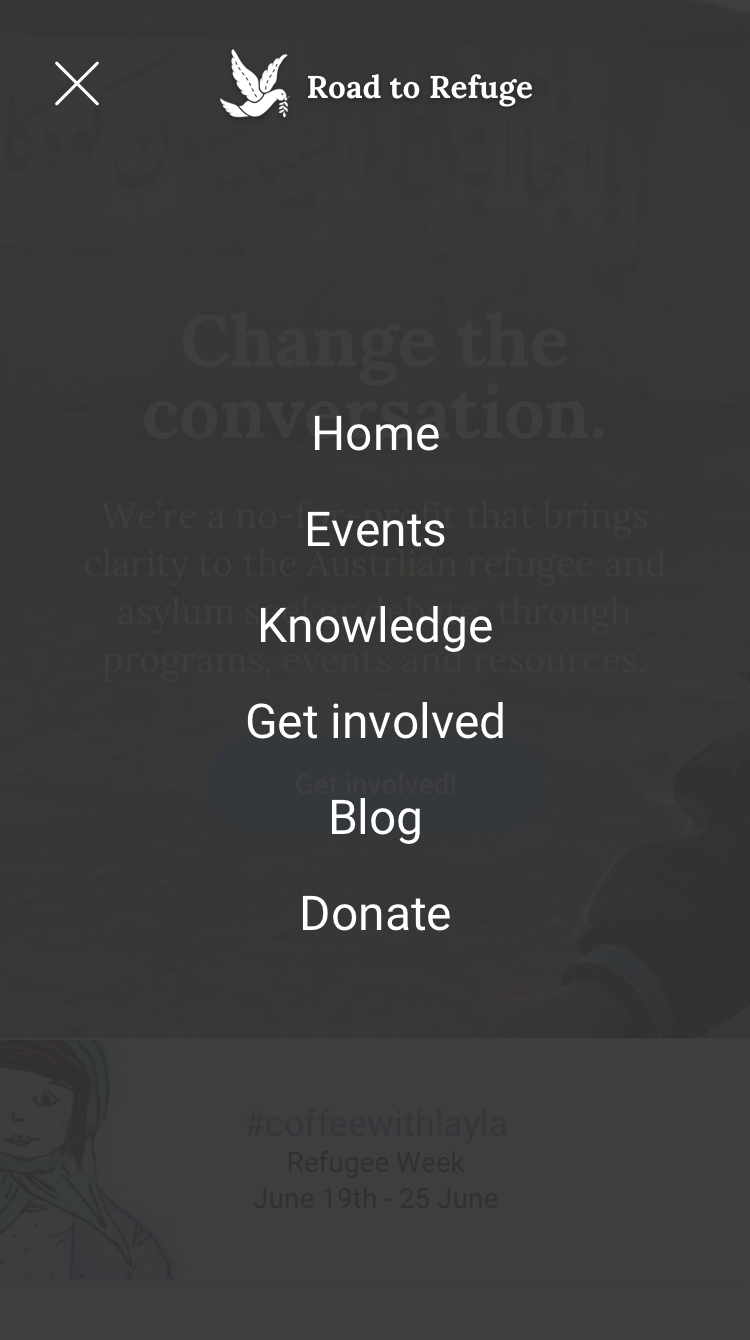 Road to Refuge
Change the
conversation.
Home
We're a no-for-profit that brings
Events
clarity to the Austrlian refugee and
asylum seeker debate, through
Knowledge
programs, events and resources.
Get involved
Get involved!
Blog
Donate
#coffeewithlayla
Refugee Week
June 19th - 25 June